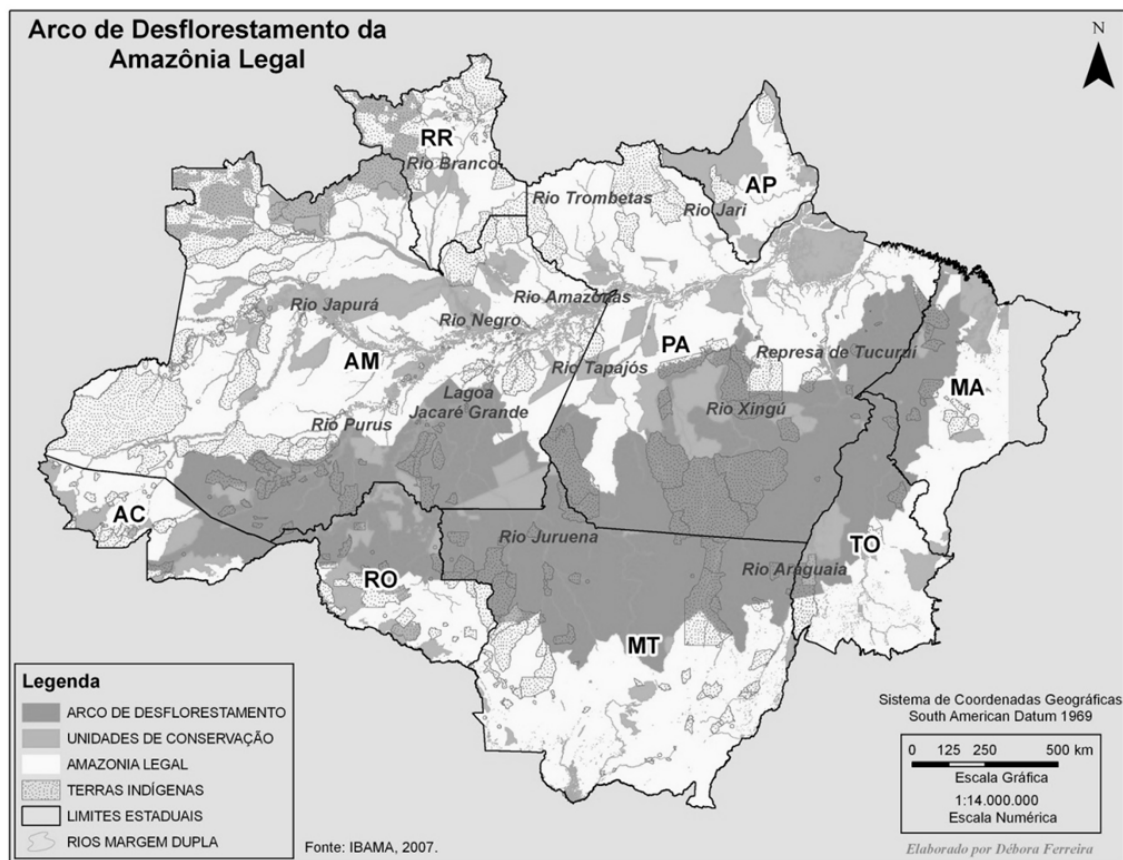 Arco de Desflorestamento da
Amazônia Legal
N
RR
Rio Branco
AP
Rio Trombetas
Rio Jari
Rio Japurá
Rio Amazonas
Rio Negro
AM
PA
Rio Tapajós
Represa de Tucuruí
MA
Lagoa
Jacaré Grande
Rio Xingú
Rio Purus
AC
Rio Juruena
TO
Rio Araguaia
RO
MT
Legenda
ARCO DE DESFLORESTAMENTO
UNIDADES DE CONSERVAÇÃO
AMAZONIA LEGAL
TERRAS INDÍGENAS
LIMITES ESTADUAIS
RIOS MARGEM DUPLA
Fonte: IBAMA, 2007.
Sistema de Coordenadas Geográficas
South American Datum 1969
0 125 250 500 km
Escala Gráfica
1:14.000.000
Escala Numérica
Elaborado por Débora Ferreira